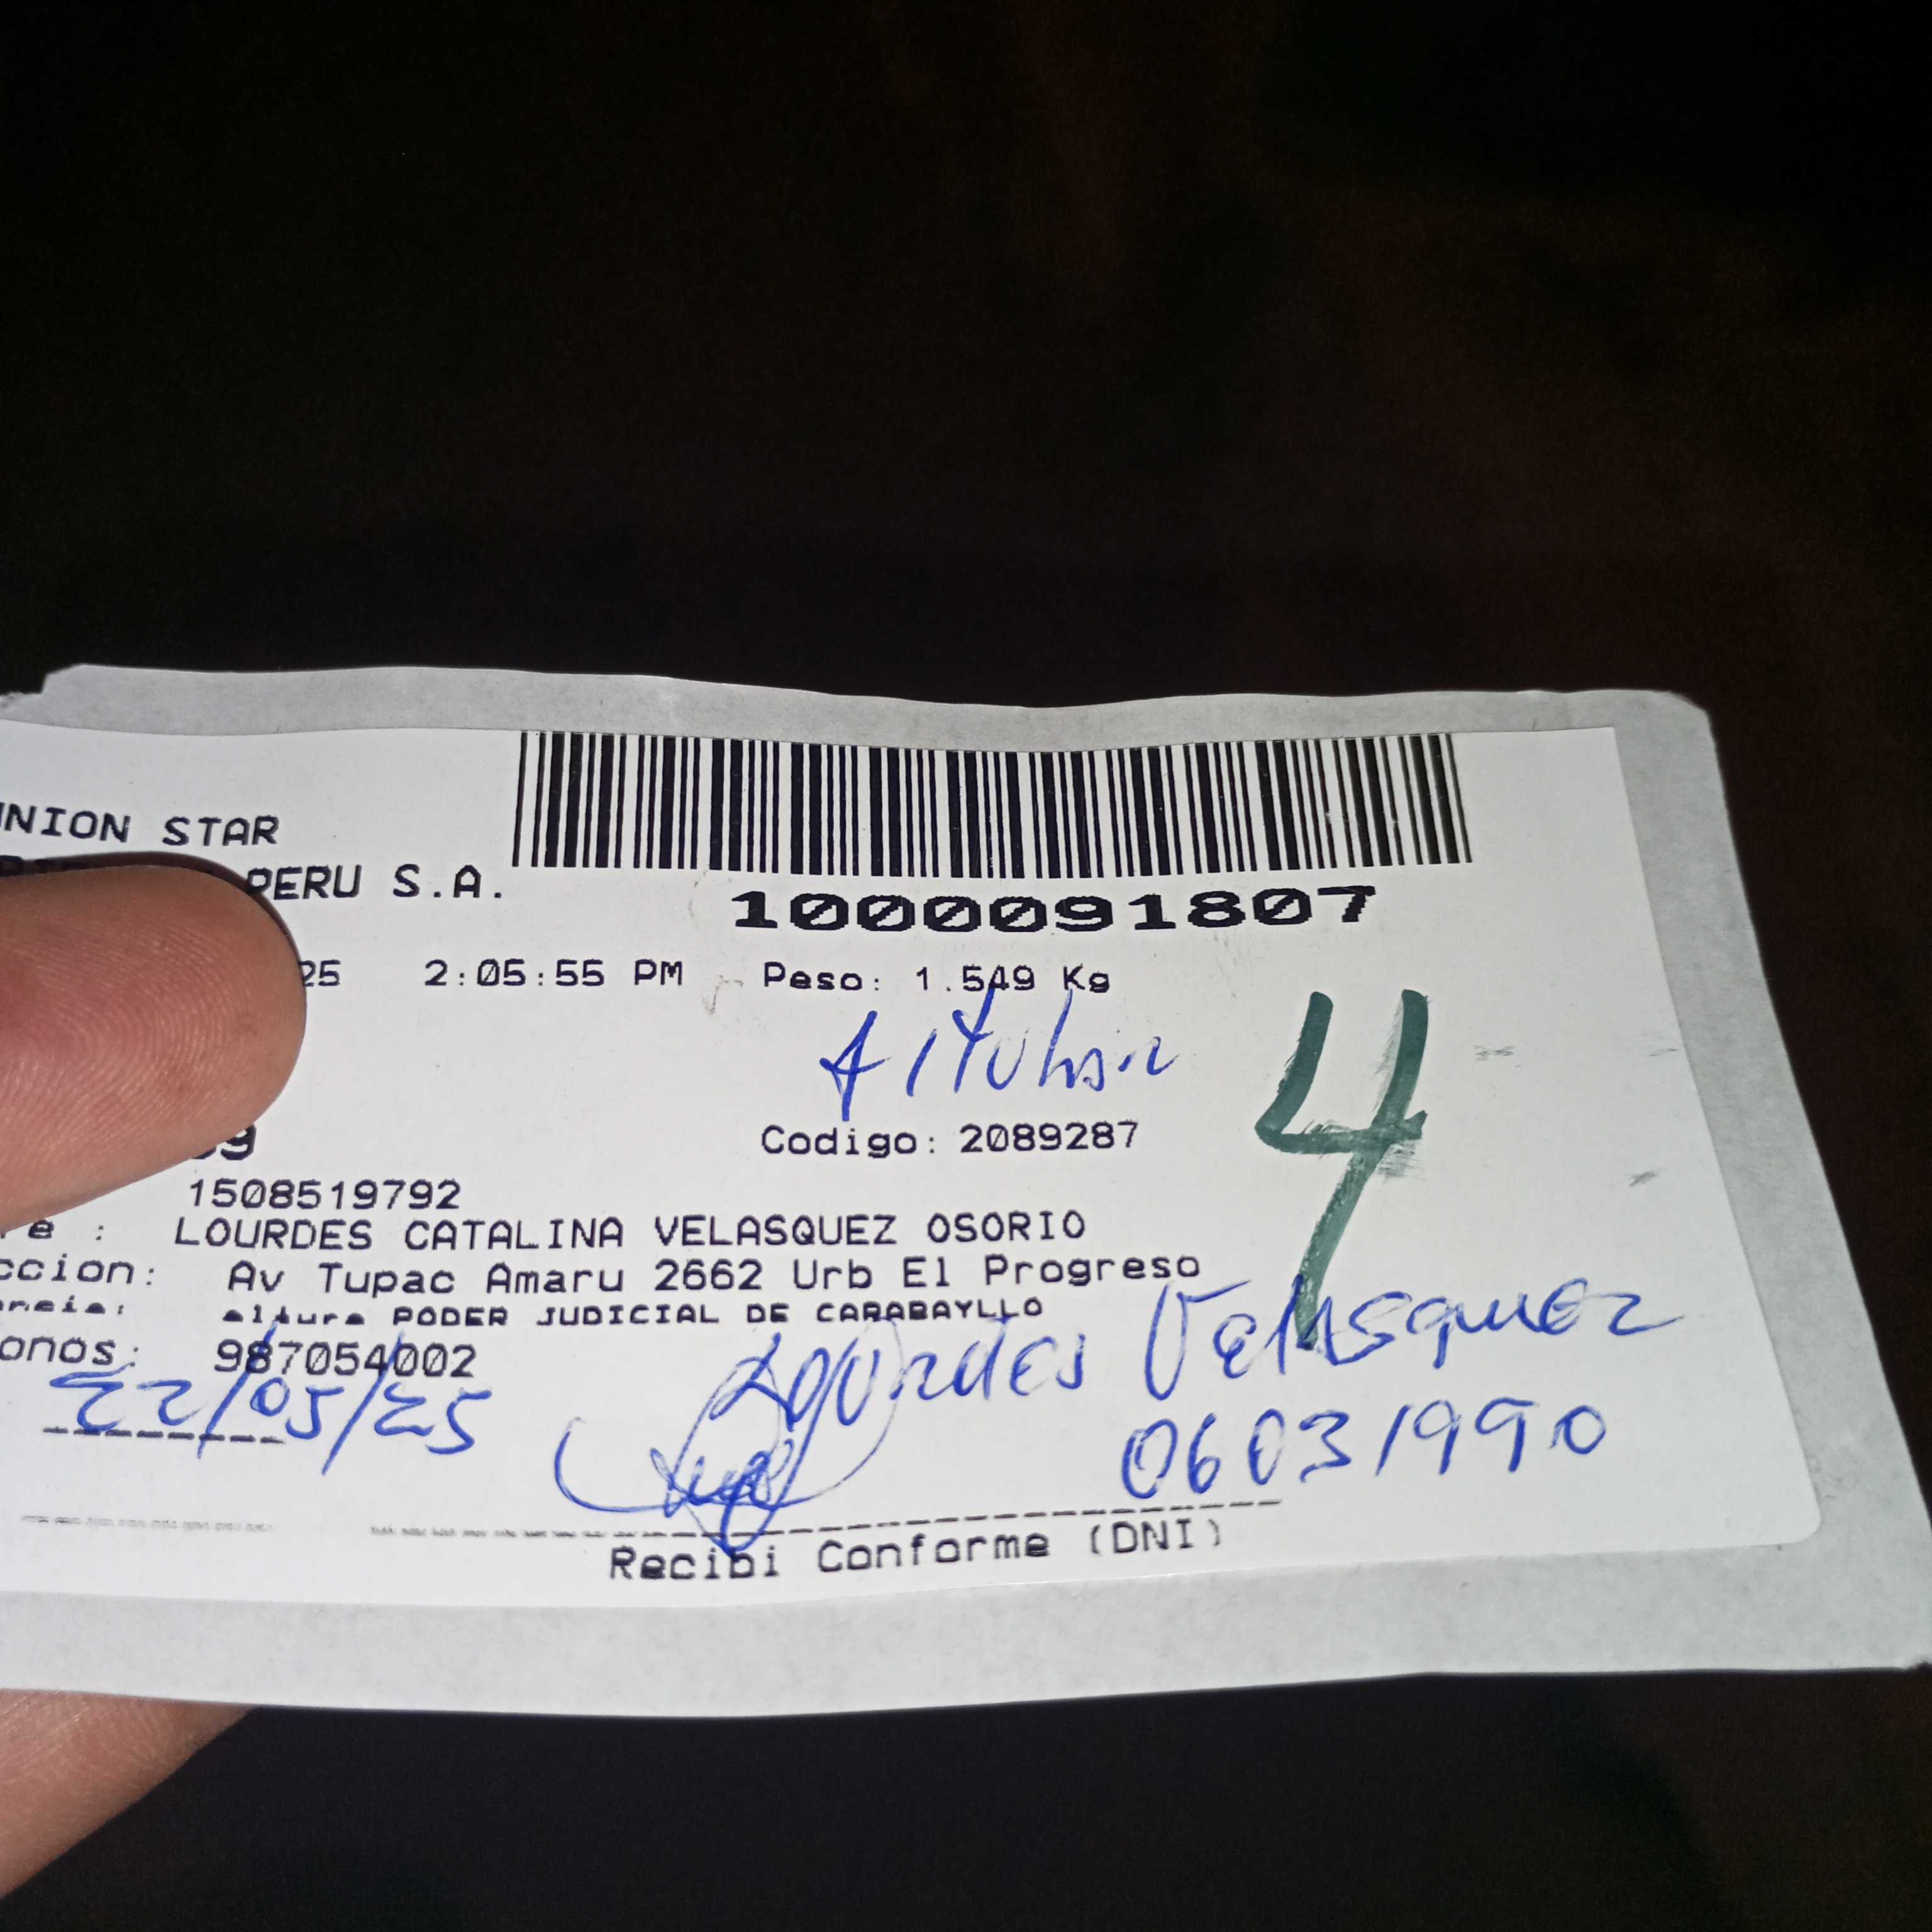 NION STAR
PERU S.A.
1000091807
25 2:05:55 PM Peso: 1.549 Kg
4
Codigo: 2089287
1508519792
e : LOURDES CATALINA VELASQUEZ OSORIO
ccion: Av Tupac Amaru 2662 Urb El Progreso
encia: altura PODER JUDICIAL DE CARABAYLLO
onos: 987054002
Lourdes Velasquez
22/05/25
06031990
Recibi Conforme (DNI)